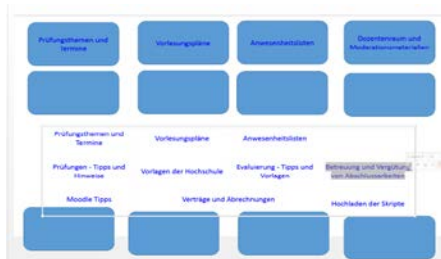 Prüfungsthemen und Termine
Vorlesungspläne
Anwesenheitslisten
Dozentenraum und Moderationsmaterialien
Prüfungsthemen und Termine
Vorlesungspläne
Anwesenheitslisten
Prüfungen - Tipps und Hinweise
Vorlagen der Hochschule
Evaluierung - Tipps und Vorlagen
Betreuung und Vergütung von Abschlussarbeiten
Moodle Tipps
Verträge und Abrechnungen
Hochladen der Skripte